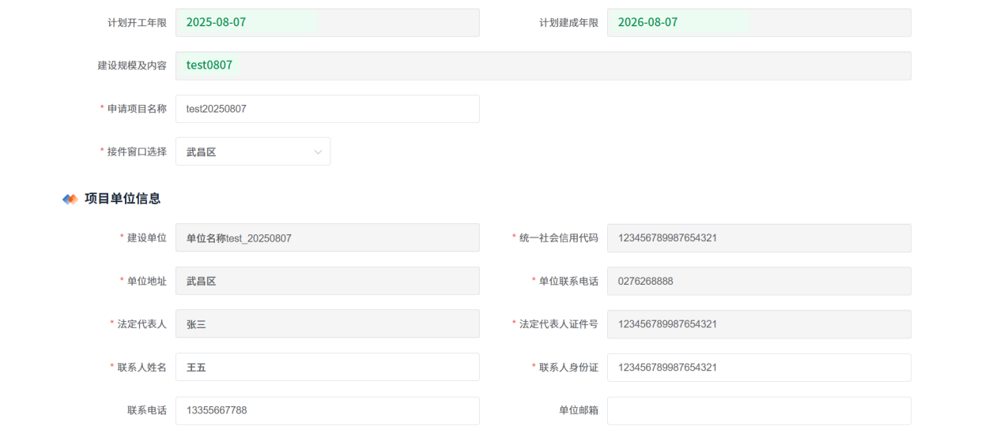 计划开工年限 2025-08-07 计划建成年限 2026-08-07
建设规模及内容 test0807
* 申请项目名称 test20250807
* 接件窗口选择 武昌区
项目单位信息
* 建设单位 单位名称test_20250807 * 统一社会信用代码 123456789987654321
* 单位地址 武昌区 * 单位联系电话 0276268888
* 法定代表人 张三 * 法定代表人证件号 123456789987654321
* 联系人姓名 王五 * 联系人身份证 123456789987654321
联系电话 13355667788 单位邮箱